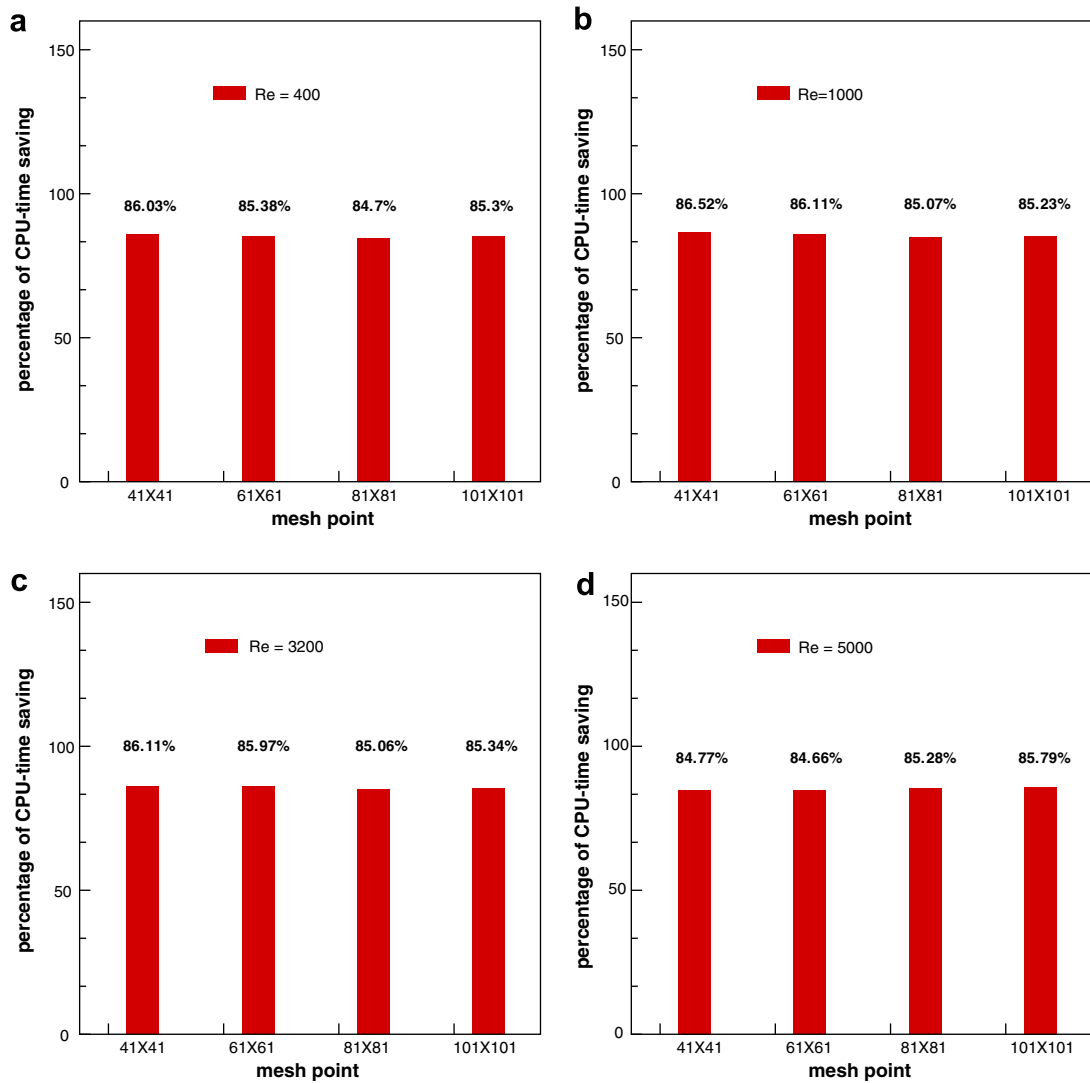 a
percentage of CPU-time saving
150
100
50
0
Re = 400
86.03% 85.38% 84.7% 85.3%
41X41 61X61 81X81 101X101
mesh point
b
percentage of CPU-time saving
150
100
50
0
Re=1000
86.52% 86.11% 85.07% 85.23%
41X41 61X61 81X81 101X101
mesh point
c
percentage of CPU-time saving
150
100
50
0
Re = 3200
86.11% 85.97% 85.06% 85.34%
41X41 61X61 81X81 101X101
mesh point
d
percentage of CPU-time saving
150
100
50
0
Re = 5000
84.77% 84.66% 85.28% 85.79%
41X41 61X61 81X81 101X101
mesh point